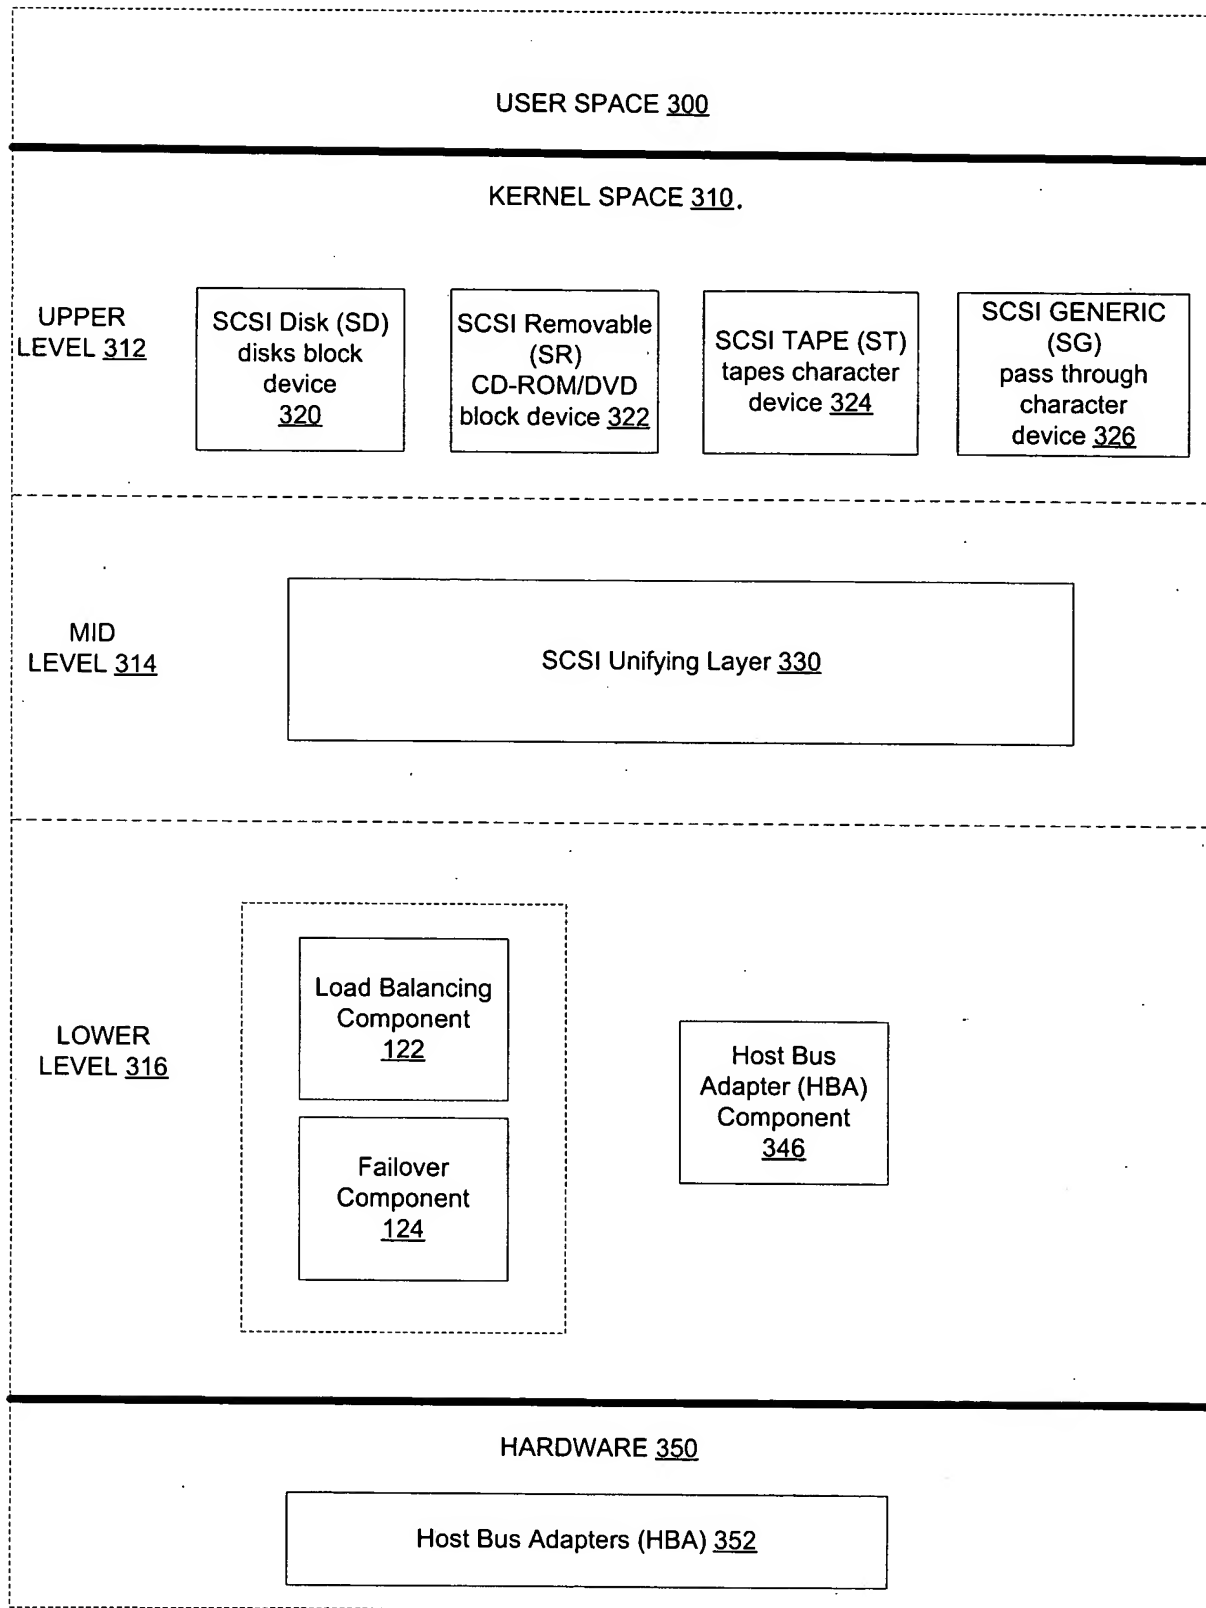 USER SPACE 300
KERNEL SPACE 310.
UPPER
LEVEL 312
SCSI Disk (SD)
disks block
device
320
SCSI Removable
(SR)
CD-ROM/DVD
block device 322
SCSI TAPE (ST)
tapes character
device 324
SCSI GENERIC
(SG)
pass through
character
device 326
MID
LEVEL 314
SCSI Unifying Layer 330
LOWER
LEVEL 316
Load Balancing
Component
122
Failover
Component
124
Host Bus
Adapter (HBA)
Component
346
HARDWARE 350
Host Bus Adapters (HBA) 352